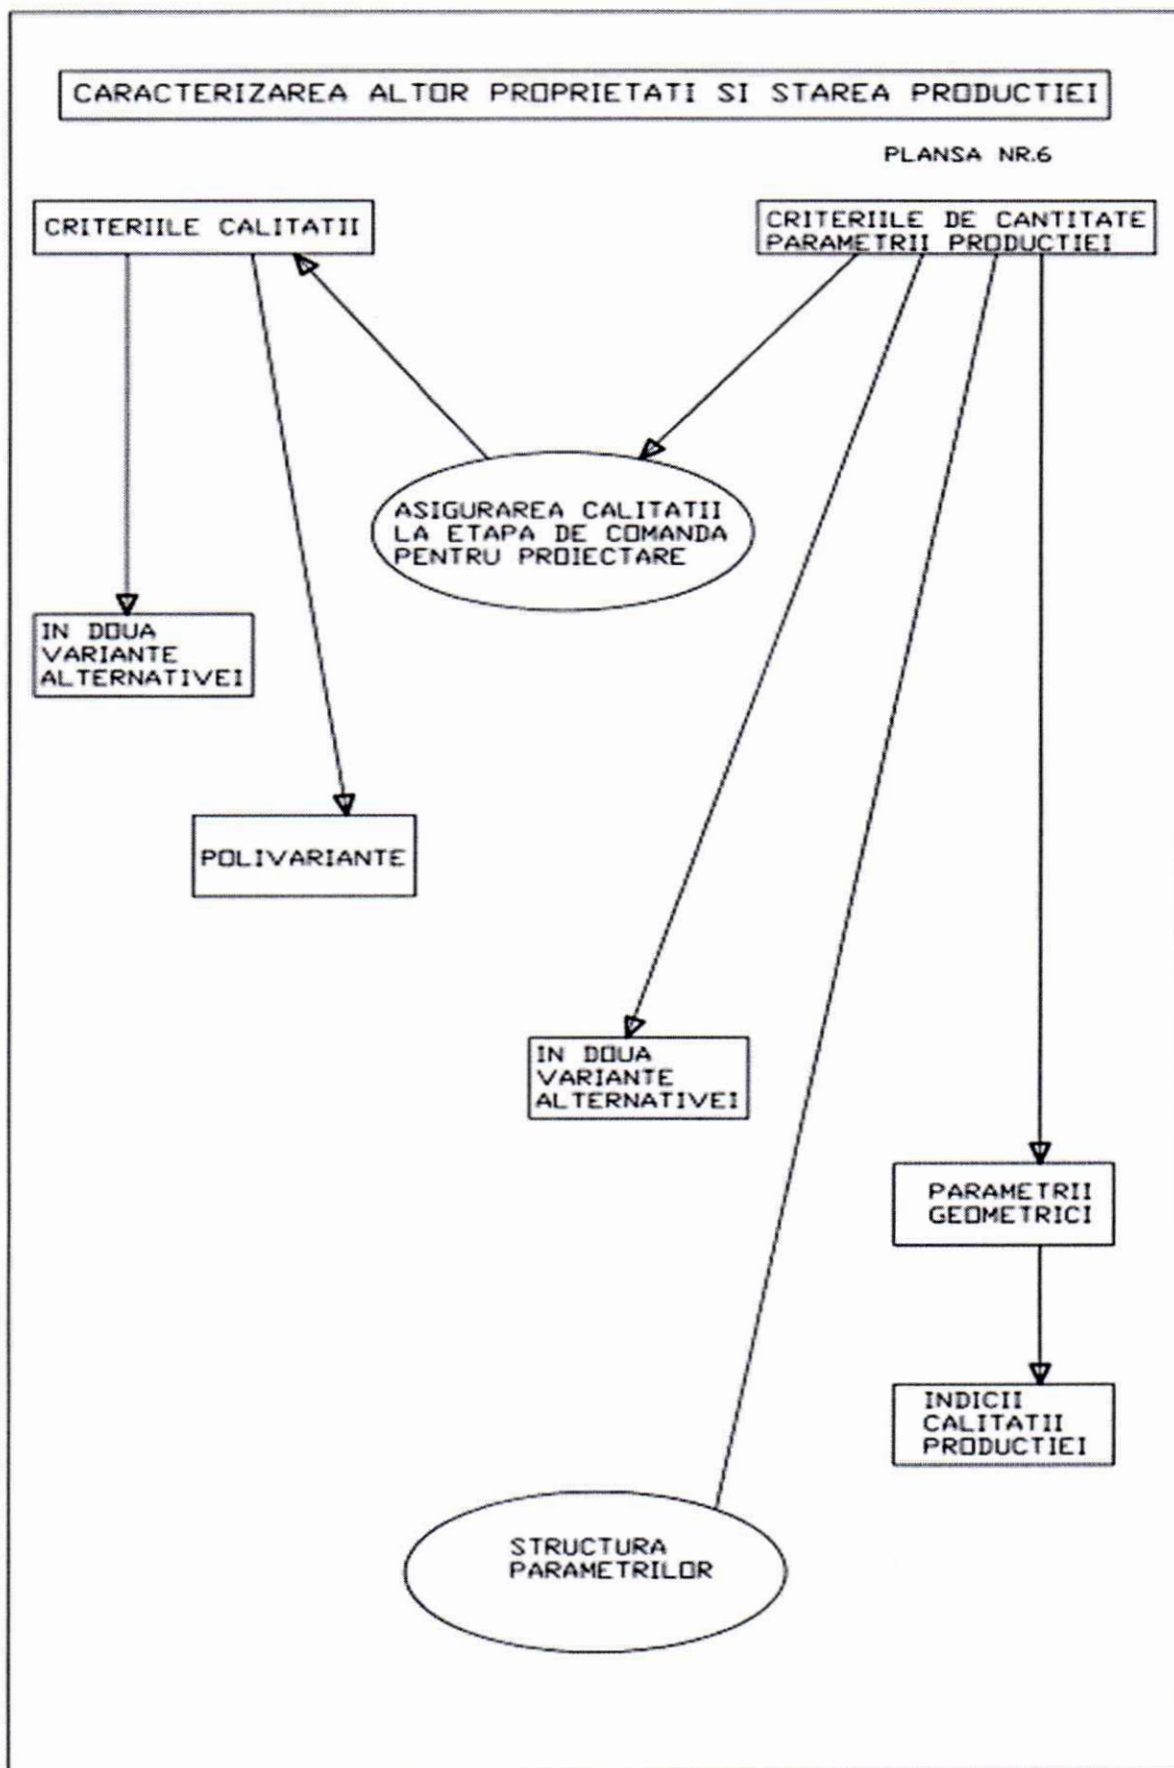 CARACTERIZAREA ALTOR PROPRIETATI SI STAREA PRODUCTIEI
PLANSA NR.6
CRITERIILE CALITATII
CRITERIILE DE CANTITATE
PARAMETRII PRODUCTIEI
ASIGURAREA CALITATII
LA ETAPA DE COMANDA
PENTRU PROIECTARE
IN DOUA
VARIANTE
ALTERNATIVEI
POLIVARIANTE
IN DOUA
VARIANTE
ALTERNATIVEI
PARAMETRII
GEOMETRICI
INDICII
CALITATII
PRODUCTIEI
STRUCTURA
PARAMETRILOR